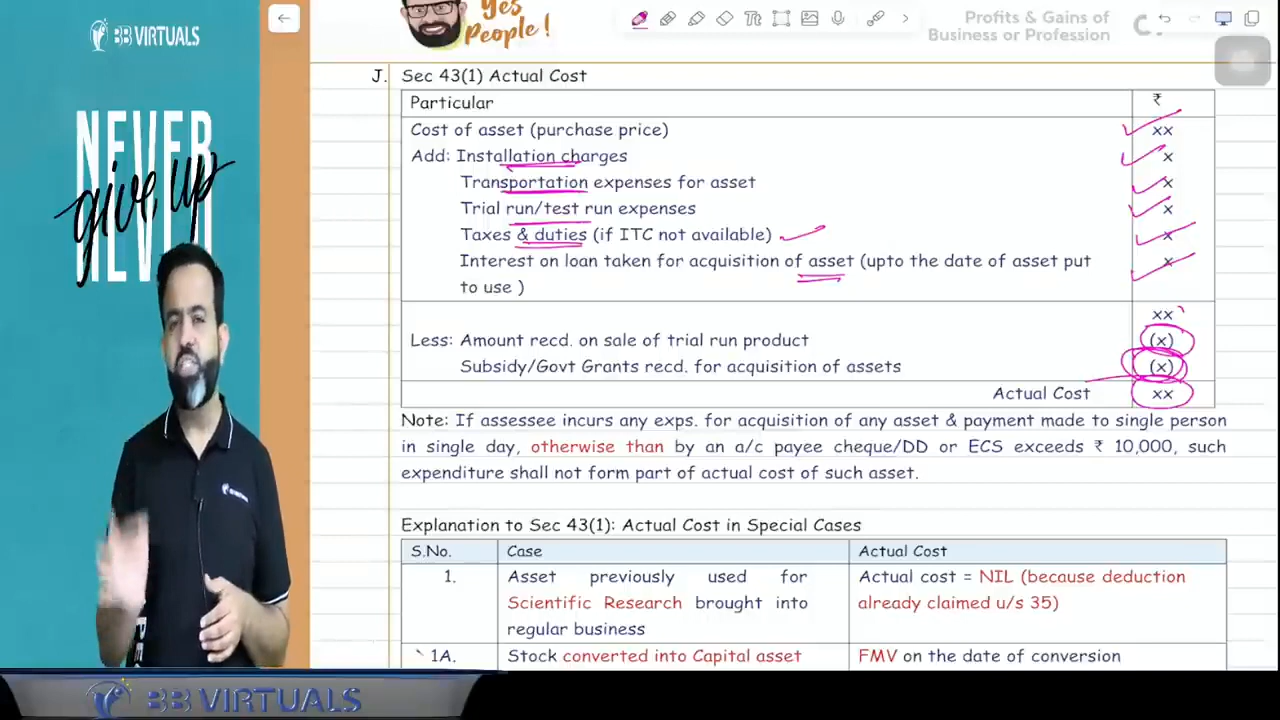 BB VIRTUALS
NEVER
give up
NEVER
Yes
People!
Profits & Gains of
Business or Profession
J. Sec 43(1) Actual Cost
Particular ₹
Cost of asset (purchase price) xx
Add: Installation charges x
Transportation expenses for asset x
Trial run/test run expenses x
Taxes & duties (if ITC not available) x
Interest on loan taken for acquisition of asset (upto the date of asset put x
to use )
xx
Less: Amount recd. on sale of trial run product (x)
Subsidy/Govt Grants recd. for acquisition of assets (x)
Actual Cost xx
Note: If assessee incurs any exps. for acquisition of any asset & payment made to single person
in single day, otherwise than by an a/c payee cheque/DD or ECS exceeds ₹ 10,000, such
expenditure shall not form part of actual cost of such asset.
Explanation to Sec 43(1): Actual Cost in Special Cases
S.No. Case Actual Cost
1. Asset previously used for Actual cost = NIL (because deduction
Scientific Research brought into already claimed u/s 35)
regular business
1A. Stock converted into Capital asset FMV on the date of conversion
BB VIRTUALS
BB VIRTUALS